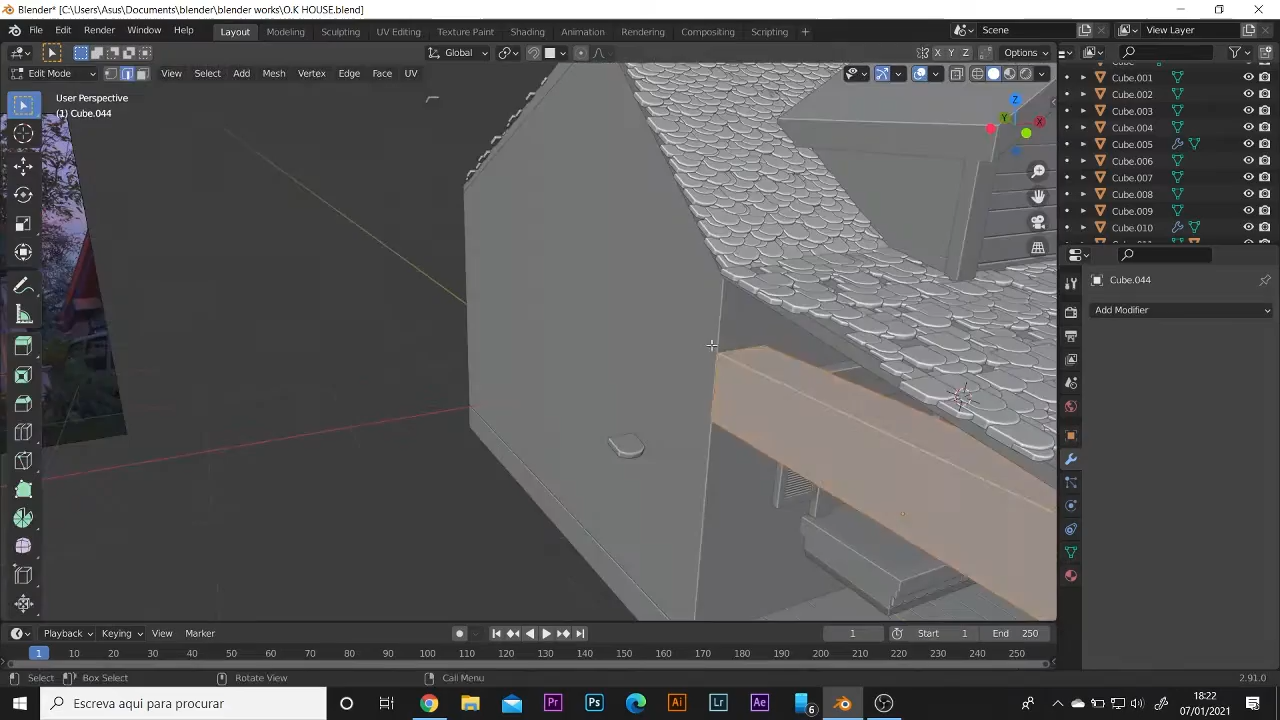 Blender* [C:\Users\Asus\Documents\blender\blender works\O.K HOUSE.blend]
File Edit Render Window Help Layout Modeling Sculpting UV Editing Texture Paint Shading Animation Rendering Compositing Scripting + Scene View Layer
Global X Y Z Options
Edit Mode View Select Add Mesh Vertex Edge Face UV
User Perspective
(1) Cube.044
Z
Y
X
Cube.001
Cube.002
Cube.003
Cube.004
Cube.005
Cube.006
Cube.007
Cube.008
Cube.009
Cube.010
Cube.044
Add Modifier
Playback Keying View Marker 1 Start 1 End 250
1 10 20 30 40 50 60 70 80 90 100 110 120 130 140 150 160 170 180 190 200 210 220 230 240 250
Select Box Select Rotate View Call Menu 2.91.0
Escreva aqui para procurar Pr Ps Ai Lr Ae 6 18:22
07/01/2021